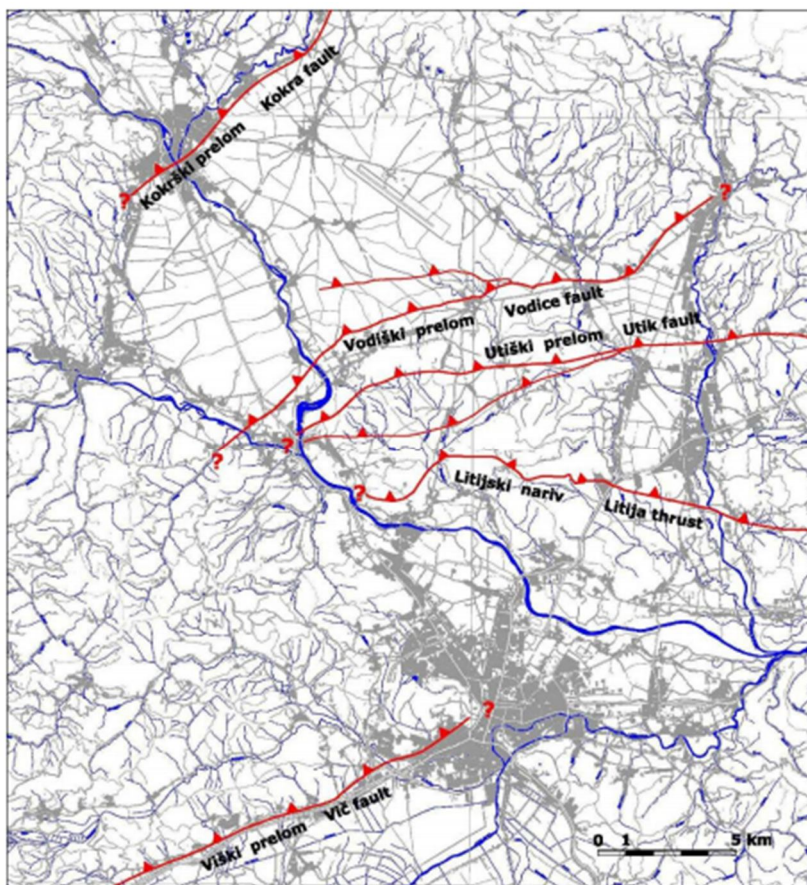 Kokra fault
Kokrški prelom
?
?
Vodice fault
Vodiški prelom
Utiški prelom
Utik fault
?
?
?
Litijski nariv
Litija thrust
?
Viški prelom
Vič fault
0 1 5 km